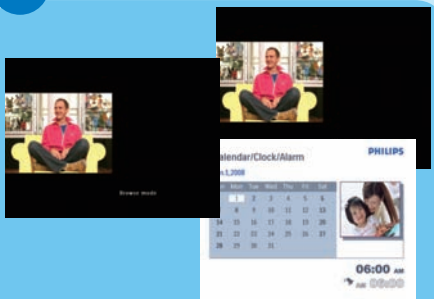 Browse mode
alendar/Clock/Alarm
PHILIPS
1,2008
Mon Tue Wed Thu Fri Sat
1 2 3 4 5 6
8 9 10 11 12 13
14 15 16 17 18 19 20
21 22 23 24 25 26 27
28 29 30 31
06:00 AM
AM 06:00